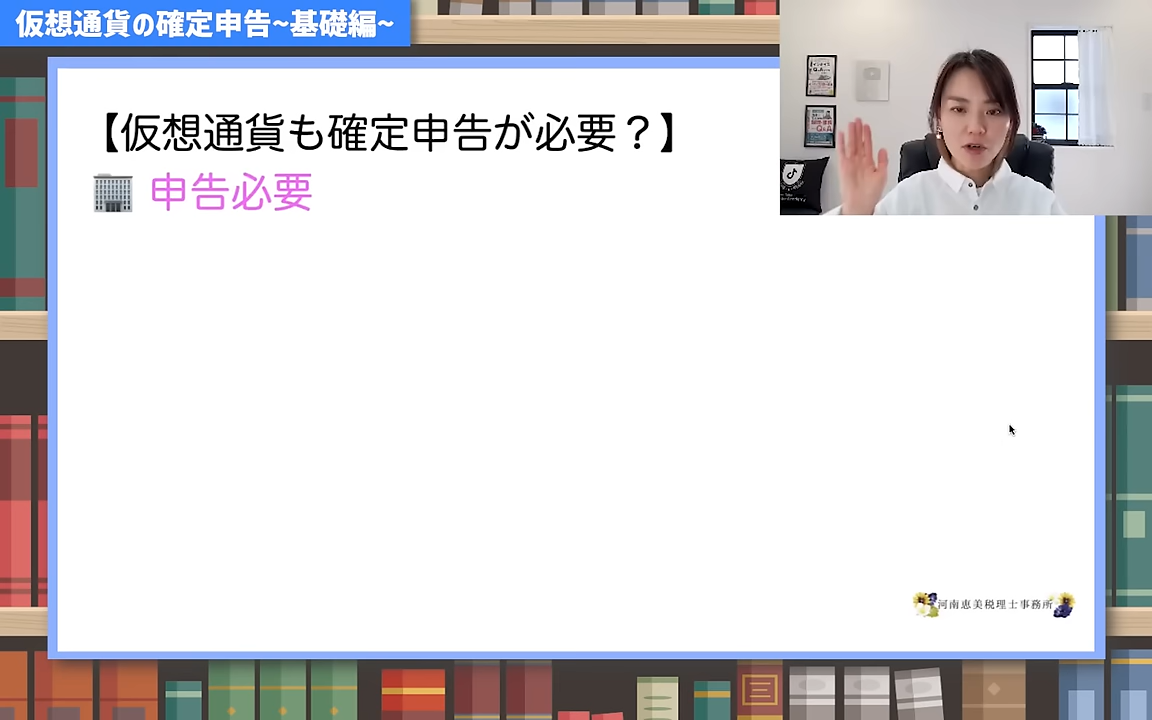 仮想通貨の確定申告~基礎編~
【仮想通貨も確定申告が必要？】
🏢 申告必要
河南恵美税理士事務所